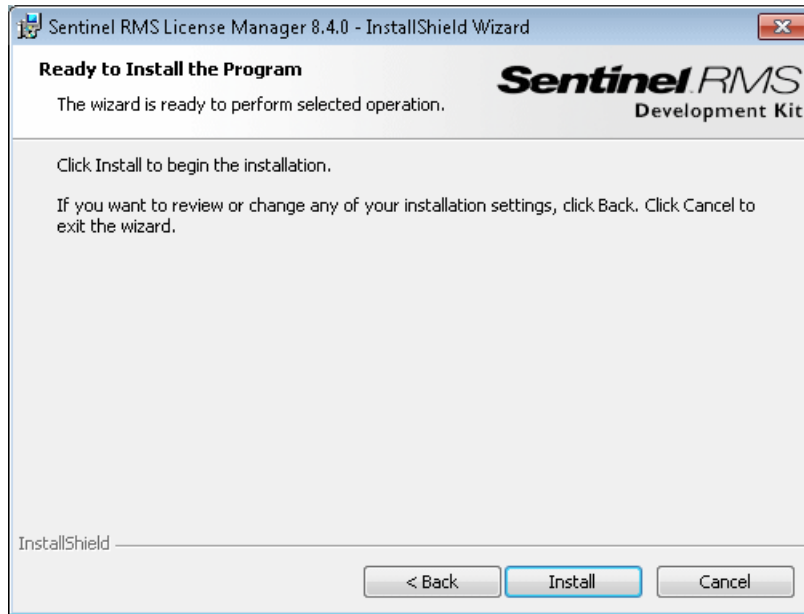 Sentinel RMS License Manager 8.4.0 - InstallShield Wizard
Ready to Install the Program
The wizard is ready to perform selected operation.
Sentinel RMS
Development Kit
Click Install to begin the installation.
If you want to review or change any of your installation settings, click Back. Click Cancel to
exit the wizard.
InstallShield
< Back
Install
Cancel